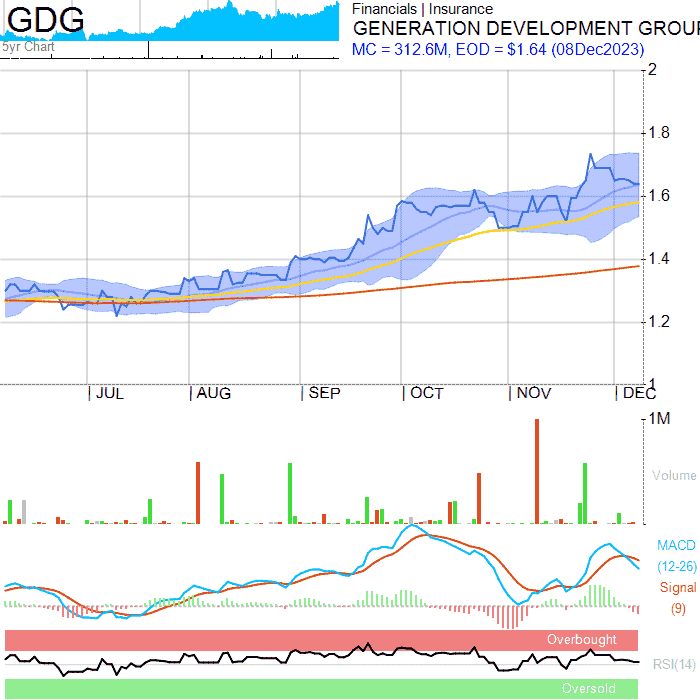 GDG
5yr Chart
Financials | Insurance
GENERATION DEVELOPMENT GROU
MC = 312.6M, EOD = $1.64 (08Dec2023)
2
1.8
1.6
1.4
1.2
1
JUL AUG SEP OCT NOV DEC
1M
Volume
MACD
(12-26)
Signal
(9)
Overbought
RSI(14)
Oversold